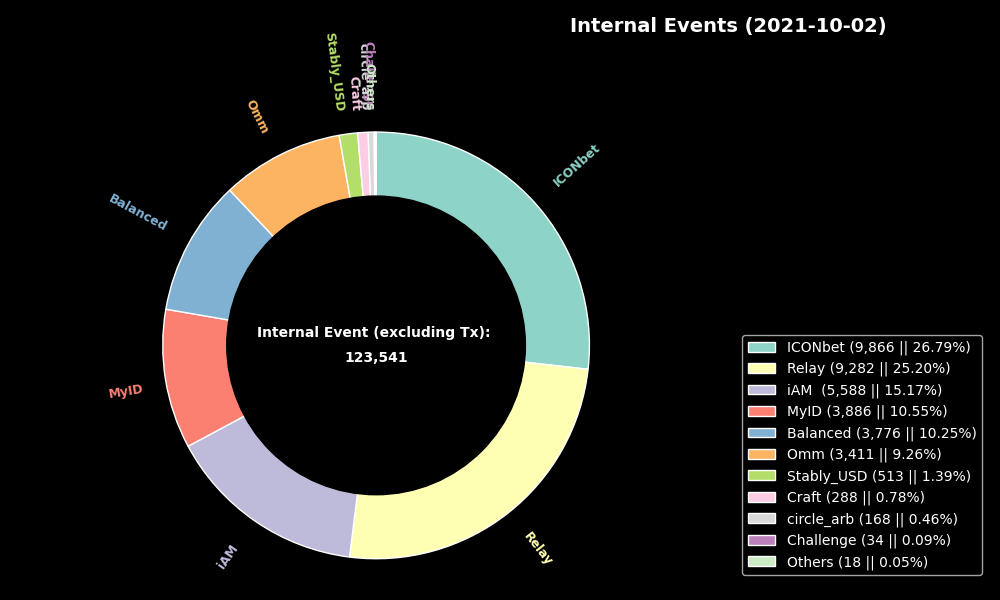 Internal Events (2021-10-02)
Stably_USD
Craft
Others
Omm
ICONbet
Balanced
Internal Event (excluding Tx):
123,541
MyID
iAM
Relay
ICONbet (9,866 || 26.79%)
Relay (9,282 || 25.20%)
iAM  (5,588 || 15.17%)
MyID (3,886 || 10.55%)
Balanced (3,776 || 10.25%)
Omm (3,411 || 9.26%)
Stably_USD (513 || 1.39%)
Craft (288 || 0.78%)
circle_arb (168 || 0.46%)
Challenge (34 || 0.09%)
Others (18 || 0.05%)